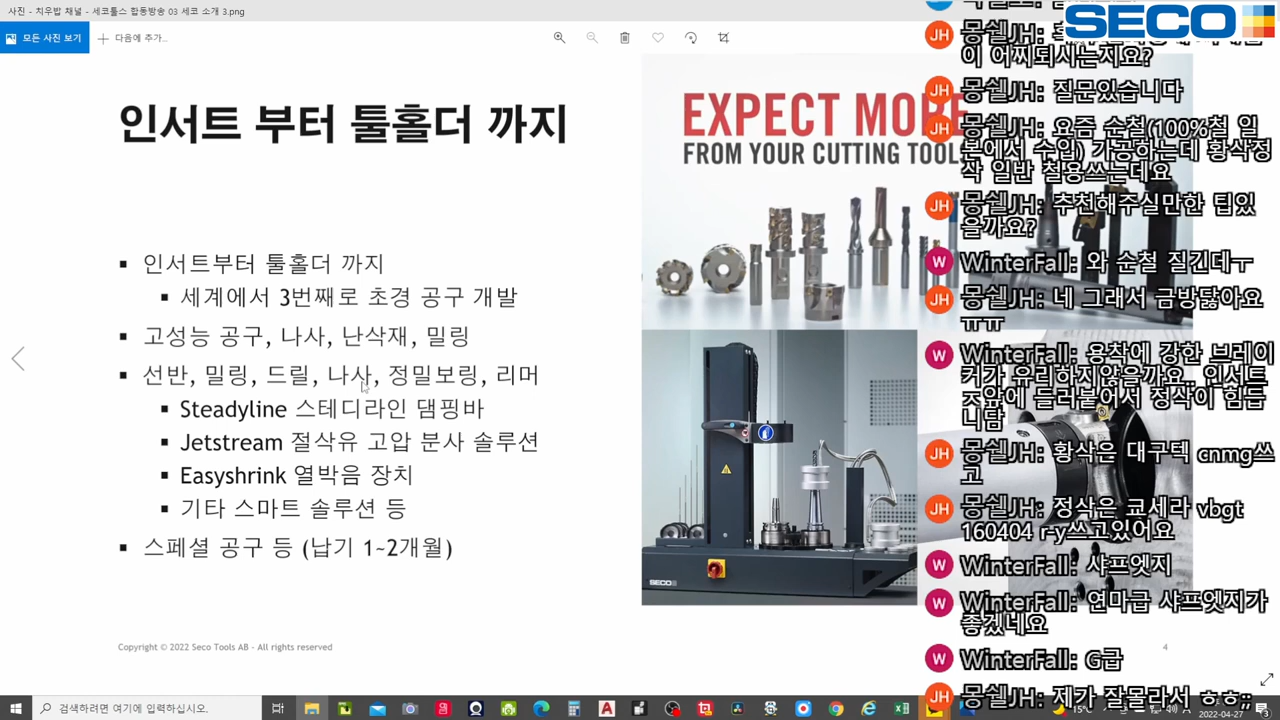 사진 - 치우밥 채널 - 세코툴스 합동방송 03 세코 소개 3.png
모든 사진 보기
다음에 추가...
인서트 부터 툴홀더 까지
인서트부터 툴홀더 까지
세계에서 3번째로 초경 공구 개발
고성능 공구, 나사, 난삭재, 밀링
선반, 밀링, 드릴, 나사, 정밀보링, 리머
Steadyline 스테디라인 댐핑바
Jetstream 절삭유 고압 분사 솔루션
Easyshrink 열박음 장치
기타 스마트 솔루션 등
스페셜 공구 등 (납기 1~2개월)
Copyright © 2022 Seco Tools AB - All rights reserved
4
EXPECT MORE
FROM YOUR CUTTING TOOLS
SECO
SECO
이 어찌되시는지요?
JH 몽쉘JH: 질문있습니다
JH 몽쉘JH: 요즘 순철(100%철 일
본에서 수입) 가공하는데 황삭정
삭 일반 철용쓰는데요
JH 몽쉘JH: 추천해주실만한 팁있
을까요?
W WinterFall: 와 순철 질긴데ㅜ
JH 몽쉘JH: 네 그래서 금방닳아요
ㅠㅠ
W WinterFall: 용착에 강한 브레이
커가 유리하지않을까요.. 인서트
ㅈ앞에 들러붙어서 정삭이 힘듭
니담
JH 몽쉘JH: 황삭은 대구텍 cnmg쓰
고
JH 몽쉘JH: 정삭은 쿄세라 vbgt
160404 r-y쓰고있어요
W WinterFall: 샤프엣지
W WinterFall: 연마급 샤프엣지가
좋겠네요
W WinterFall: G급
JH 몽쉘JH: 제가 잘몰라서 ㅎㅎ;;
검색하려면 여기에 입력하십시오.
15°C
2022-04-27